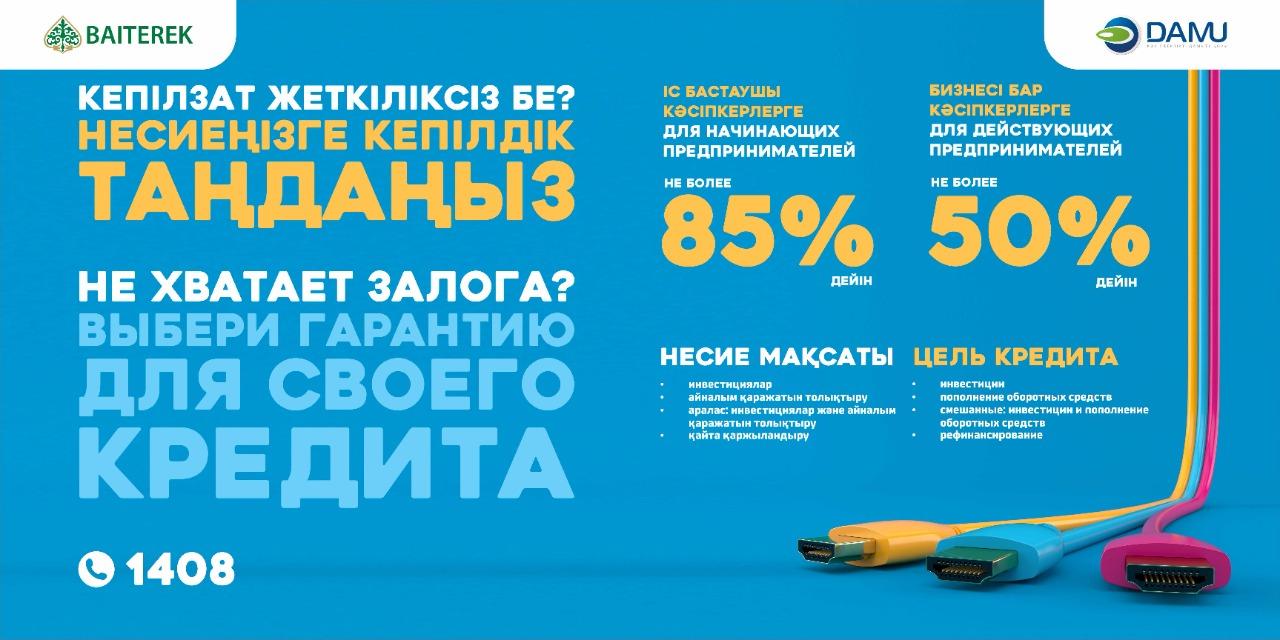 BAITEREK
DAMU
КЕПІЛЗАТ ЖЕТКІЛІКСІЗ БЕ?
НЕСИЕҢІЗГЕ КЕПІЛДІК
ТАҢДАҢЫЗ
НЕ ХВАТАЕТ ЗАЛОГА?
ВЫБЕРИ ГАРАНТИЮ
ДЛЯ СВОЕГО
КРЕДИТА
1408
ІС БАСТАУШЫ
КӘСІПКЕРЛЕРГЕ
ДЛЯ НАЧИНАЮЩИХ
ПРЕДПРИНИМАТЕЛЕЙ
НЕ БОЛЕЕ
85%
ДЕЙІН
БИЗНЕСІ БАР
КӘСІПКЕРЛЕРГЕ
ДЛЯ ДЕЙСТВУЮЩИХ
ПРЕДПРИНИМАТЕЛЕЙ
НЕ БОЛЕЕ
50%
ДЕЙІН
НЕСИЕ МАҚСАТЫ
• инвестициялар
• айналым қаражатын толықтыру
• аралас: инвестициялар және айналым
қаражатын толықтыру
• қайта қаржыландыру
ЦЕЛЬ КРЕДИТА
• инвестиции
• пополнение оборотных средств
• смешанные: инвестиции и пополнение
оборотных средств
• рефинансирование